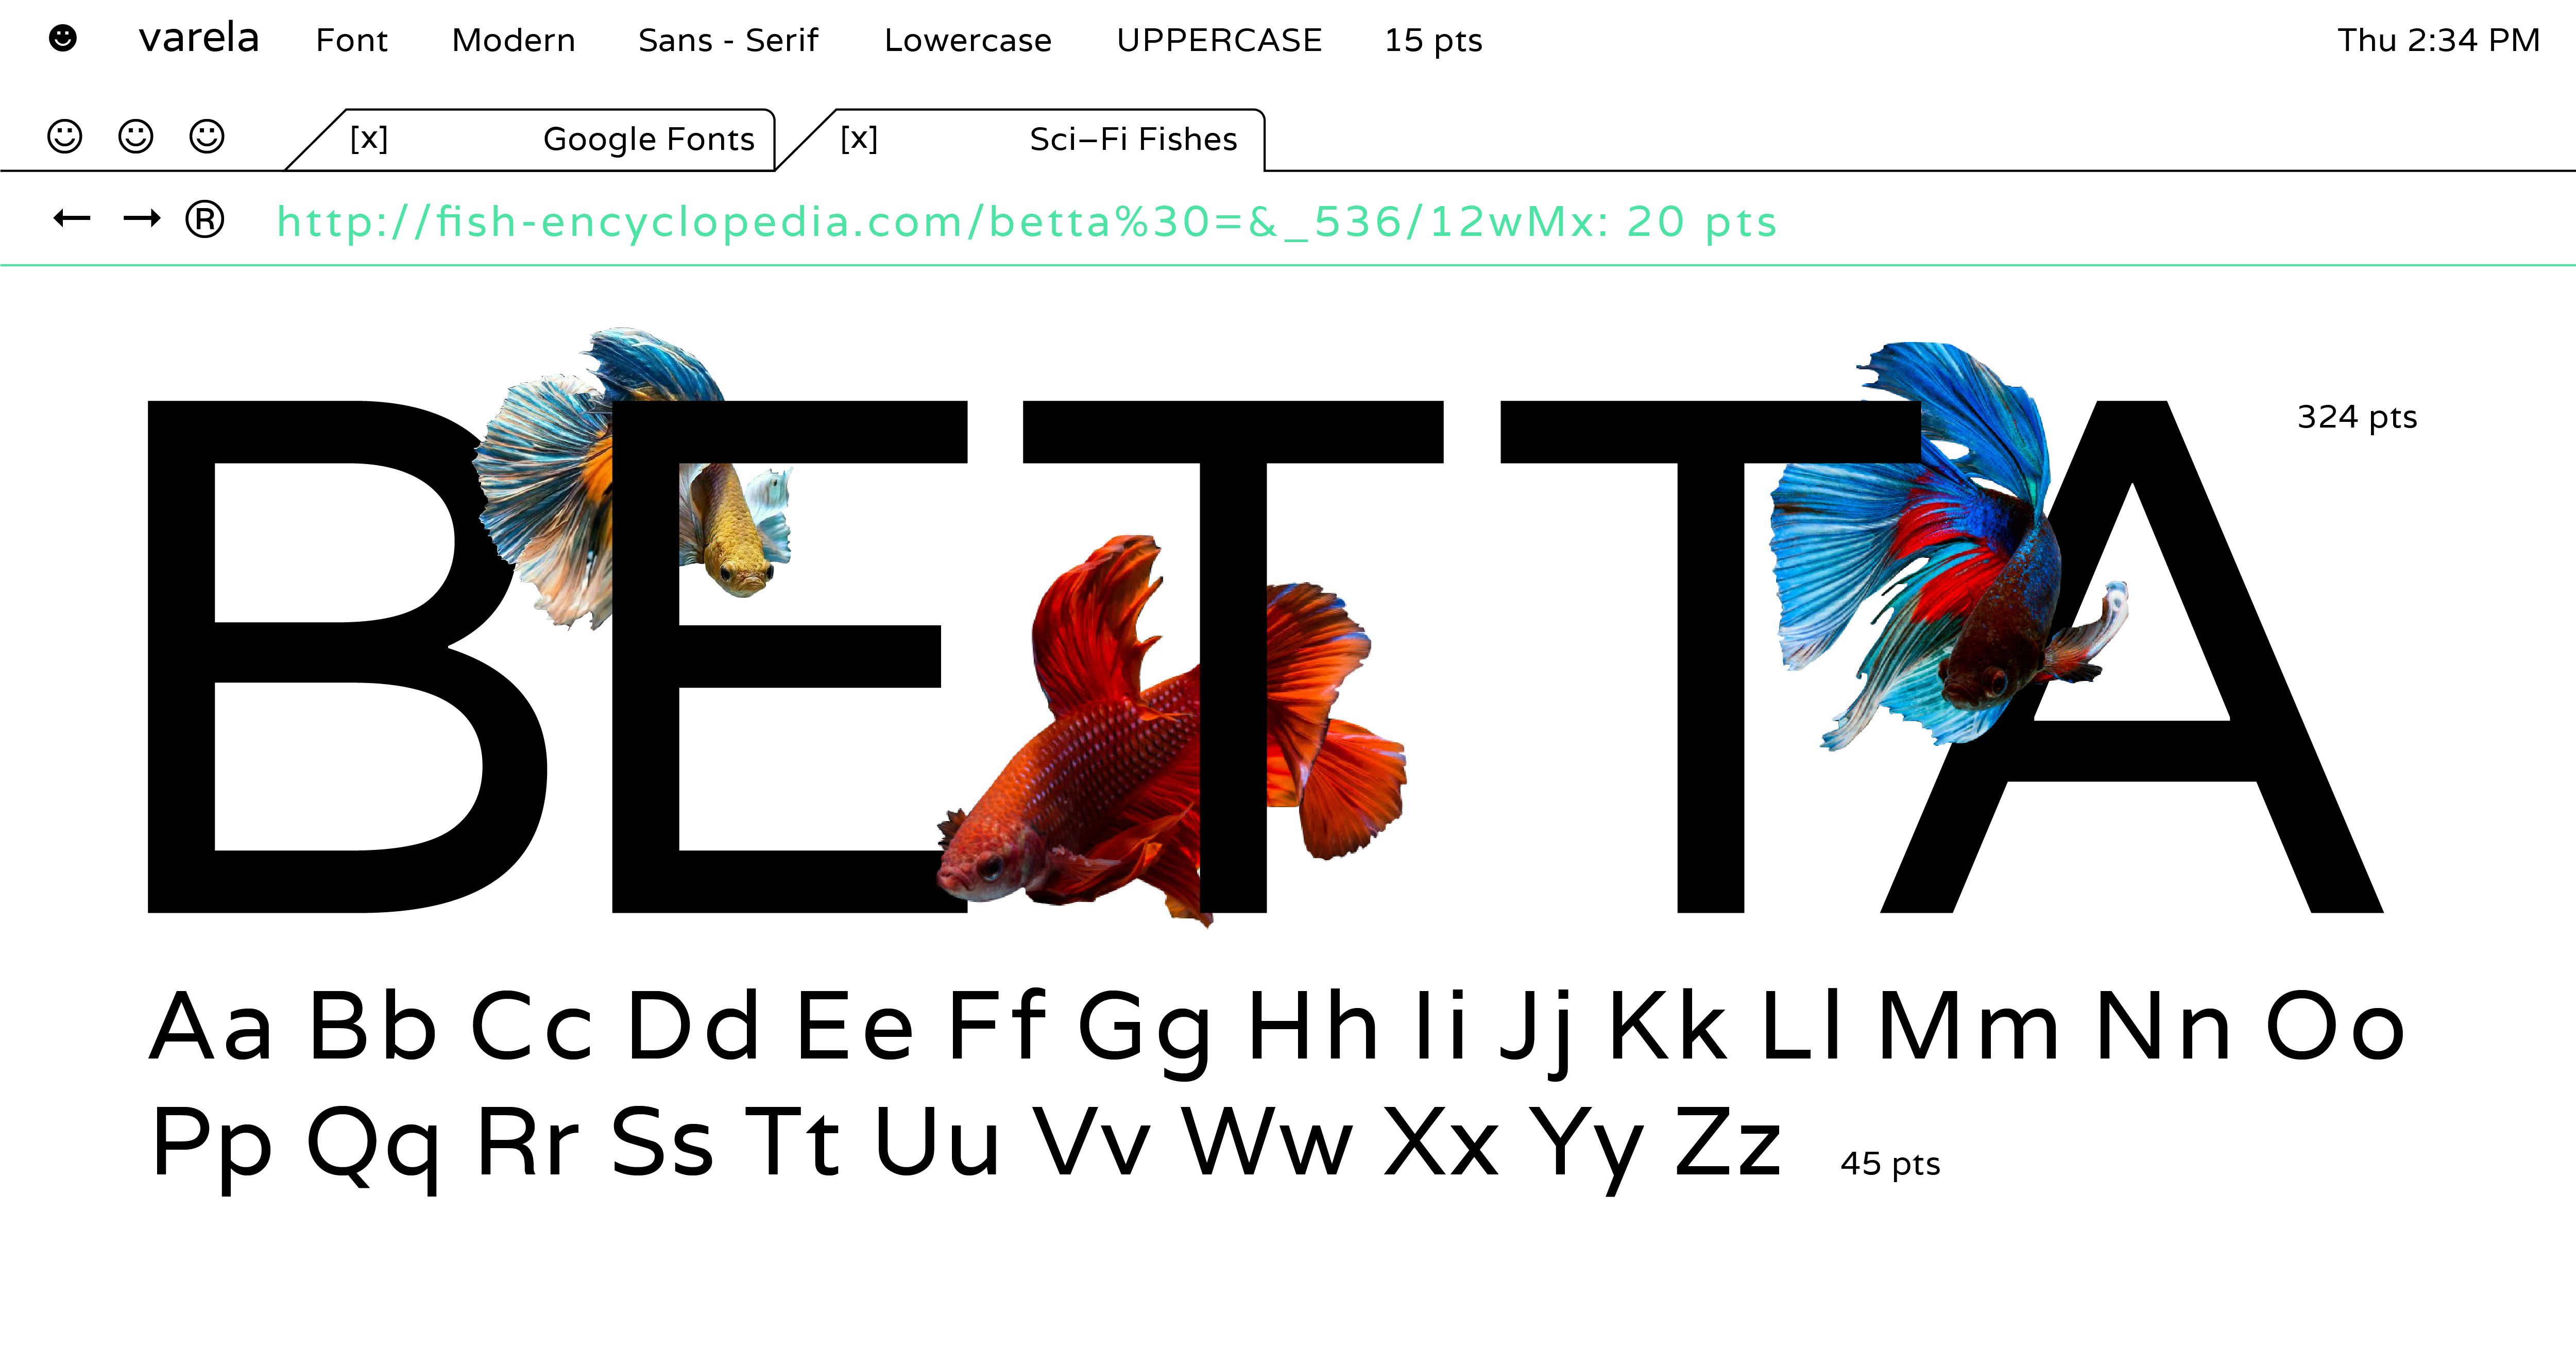 ☻ varela Font Modern Sans - Serif Lowercase UPPERCASE 15 pts Thu 2:34 PM
☺ ☺ ☺ [x] Google Fonts [x] Sci–Fi Fishes
← → ® http://fish-encyclopedia.com/betta%30=&_536/12wMx: 20 pts
BETTA 324 pts
Aa Bb Cc Dd Ee Ff Gg Hh Ii Jj Kk Ll Mm Nn Oo
Pp Qq Rr Ss Tt Uu Vv Ww Xx Yy Zz 45 pts